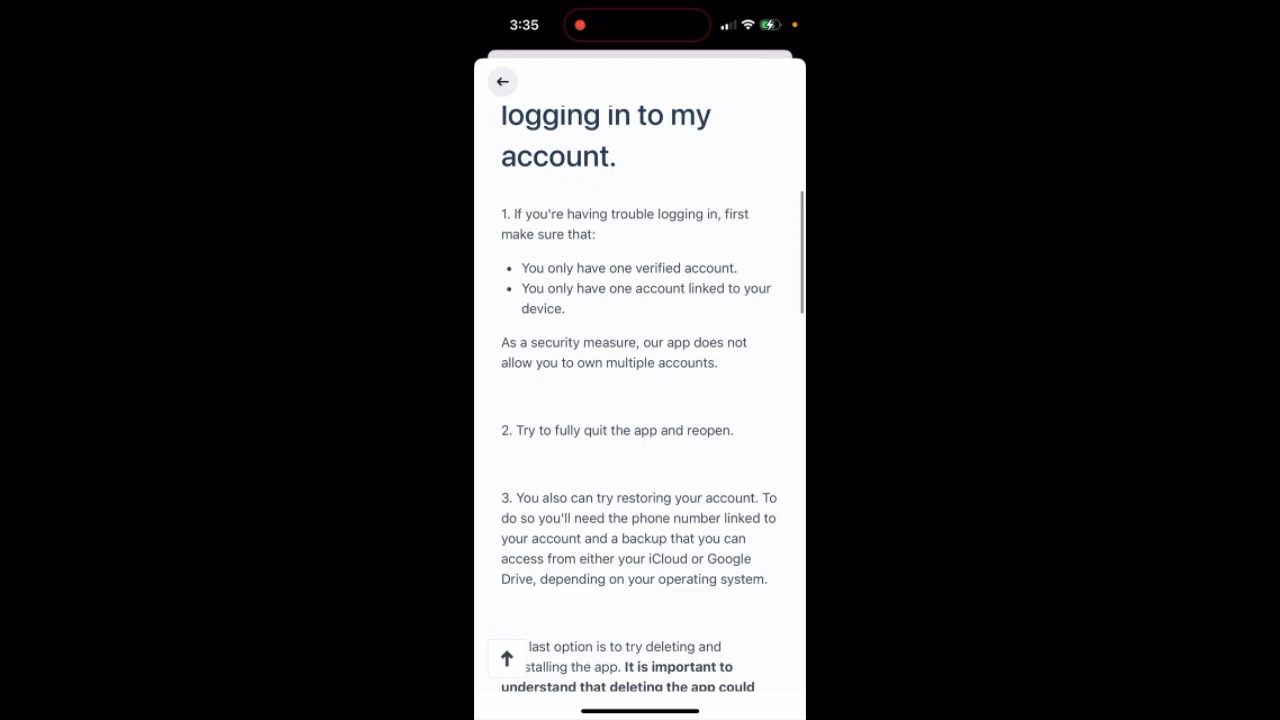 3:35
logging in to my
account.
1. If you're having trouble logging in, first
make sure that:
• You only have one verified account.
• You only have one account linked to your
device.
As a security measure, our app does not
allow you to own multiple accounts.
2. Try to fully quit the app and reopen.
3. You also can try restoring your account. To
do so you'll need the phone number linked to
your account and a backup that you can
access from either your iCloud or Google
Drive, depending on your operating system.
last option is to try deleting and
stalling the app. It is important to
understand that deleting the app could